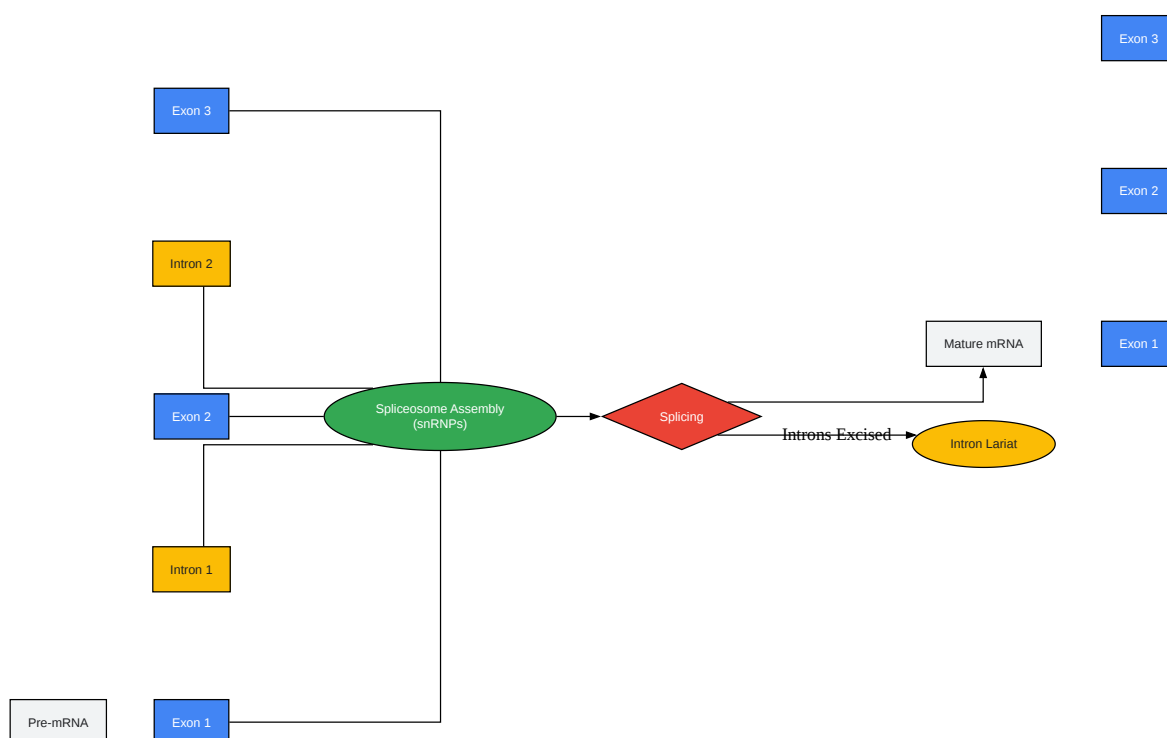 Exon 3
Exon 3
Exon 2
Intron 2
Mature mRNA
Exon 1
Exon 2
Spliceosome Assembly
(snRNPs)
Splicing
Introns Excised
Intron Lariat
Intron 1
Pre-mRNA
Exon 1